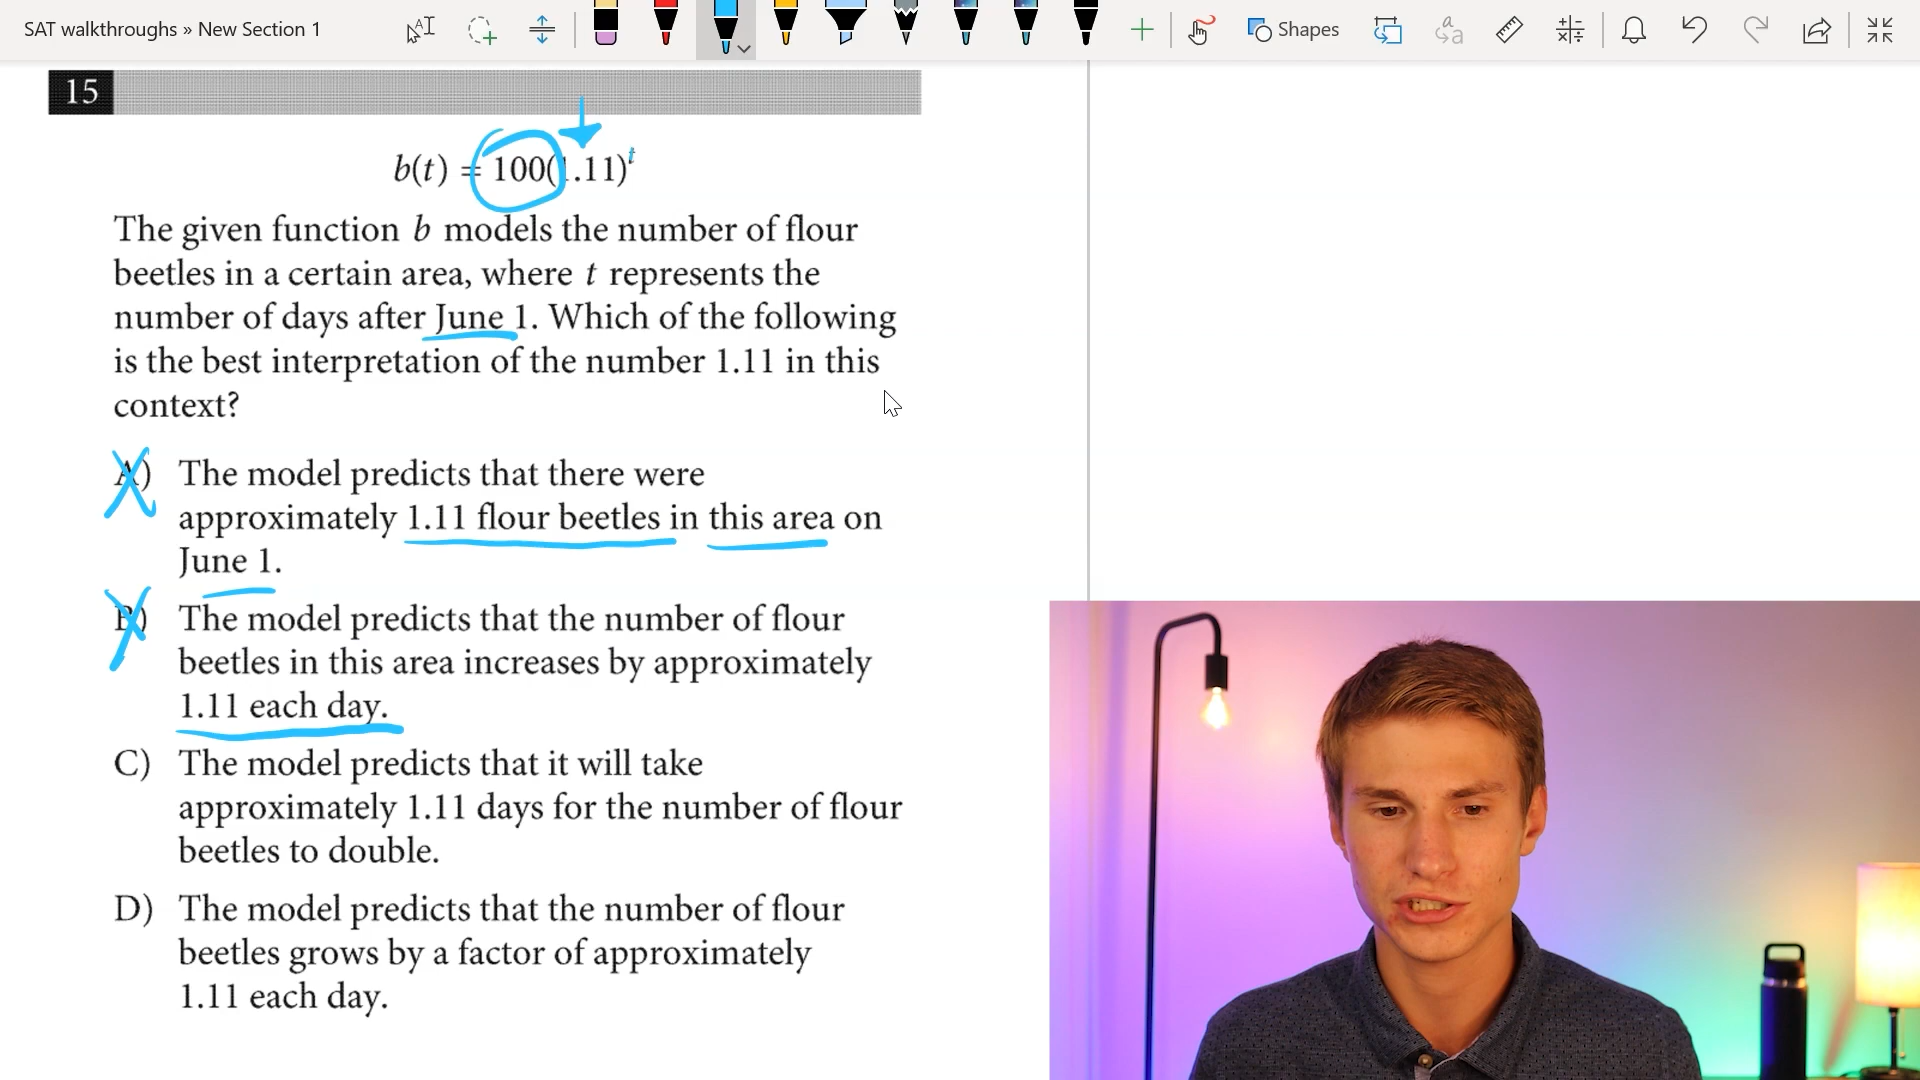 SAT walkthroughs » New Section 1
Shapes
15
b(t) = 100(1.11)^t
The given function b models the number of flour
beetles in a certain area, where t represents the
number of days after June 1. Which of the following
is the best interpretation of the number 1.11 in this
context?
A) The model predicts that there were
approximately 1.11 flour beetles in this area on
June 1.
B) The model predicts that the number of flour
beetles in this area increases by approximately
1.11 each day.
C) The model predicts that it will take
approximately 1.11 days for the number of flour
beetles to double.
D) The model predicts that the number of flour
beetles grows by a factor of approximately
1.11 each day.